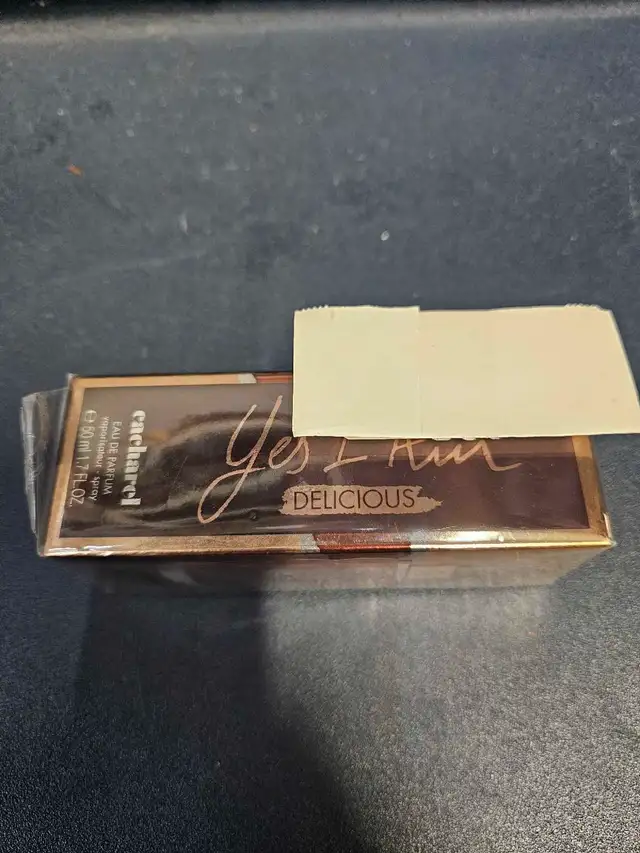 Yes I Am
DELICIOUS
cacharel
EAU DE PARFUM
vaporisateur spray
e 50 ml 1.7 FL.OZ.